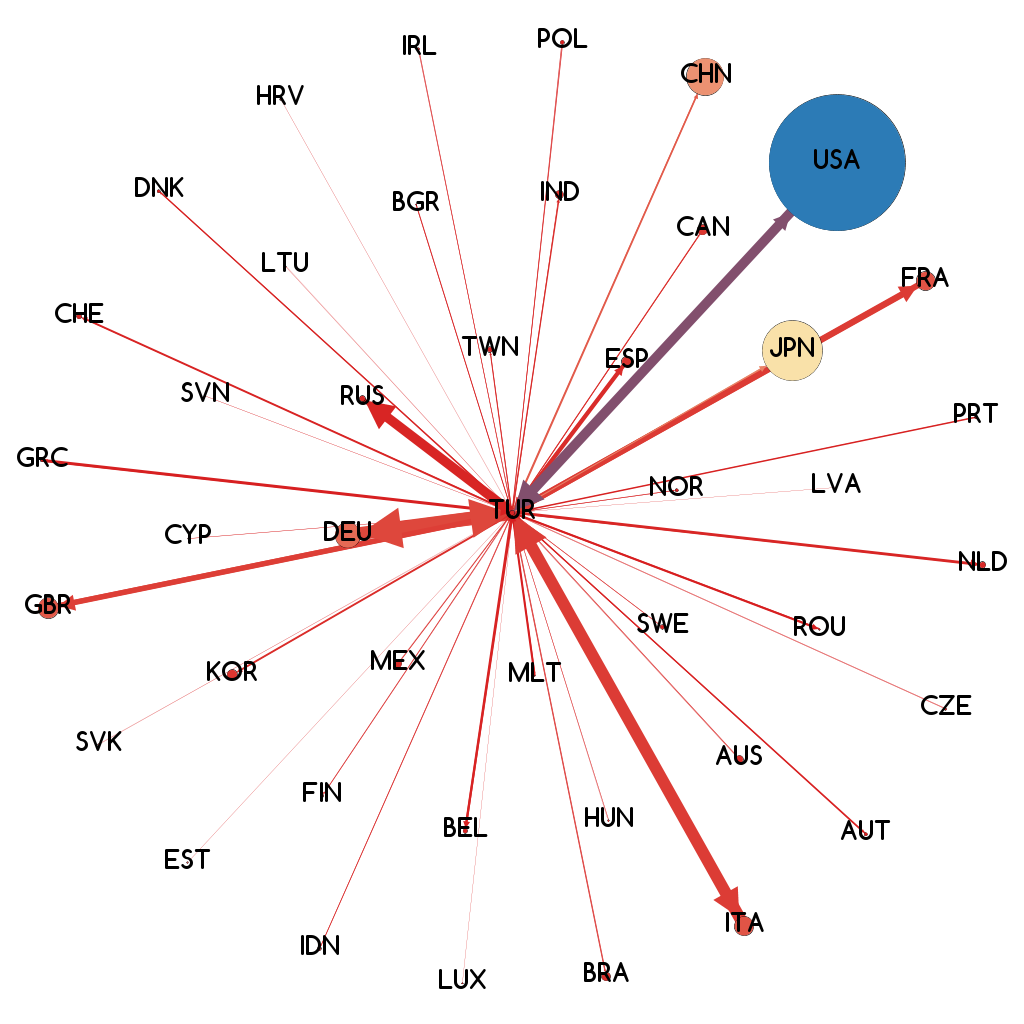 POL
IRL
CHN
HRV
USA
DNK
IND
BGR
CAN
LTU
FRA
CHE
TWN
JPN
ESP
SVN
RUS
PRT
GRC
LVA
NOR
TUR
CYP
DEU
NLD
GBR
SWE
ROU
MEX
KOR
MLT
CZE
SVK
AUS
FIN
HUN
BEL
AUT
EST
ITA
IDN
BRA
LUX